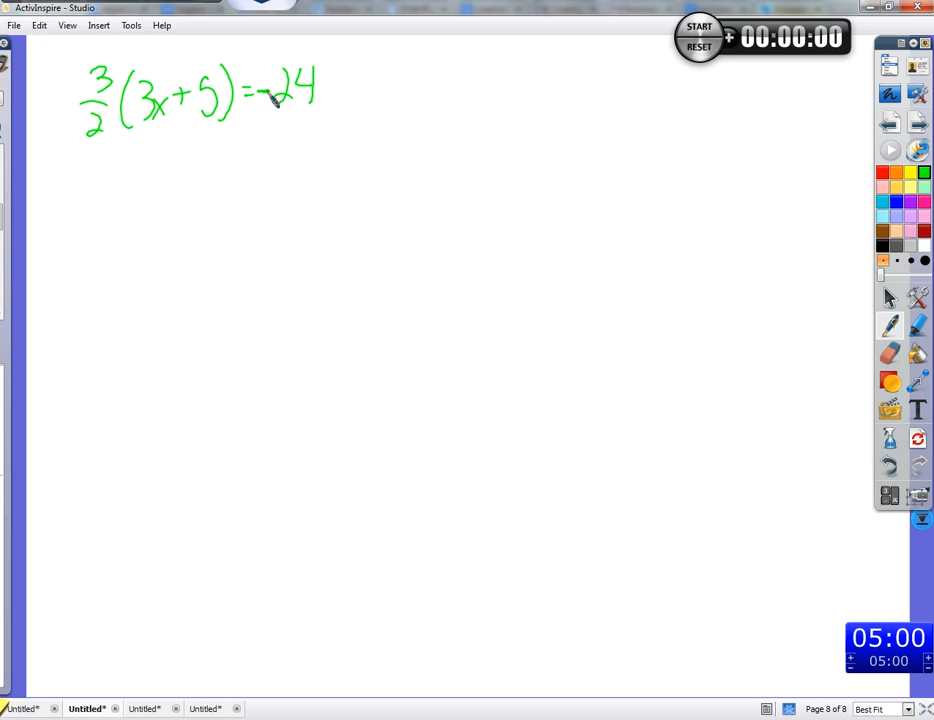 ActivInspire - Studio
File Edit View Insert Tools Help
START
RESET
00:00:00
3/2 (3x + 5) = -24
T
05:00
05:00
Untitled* Untitled* Untitled* Untitled*
Page 8 of 8 Best Fit